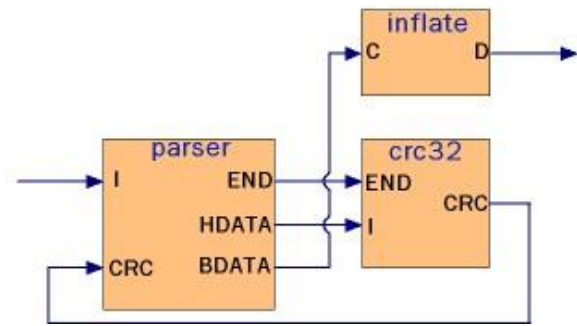 inflate
C
D
parser
I
END
HDATA
CRC
BDATA
crc32
END
CRC
I